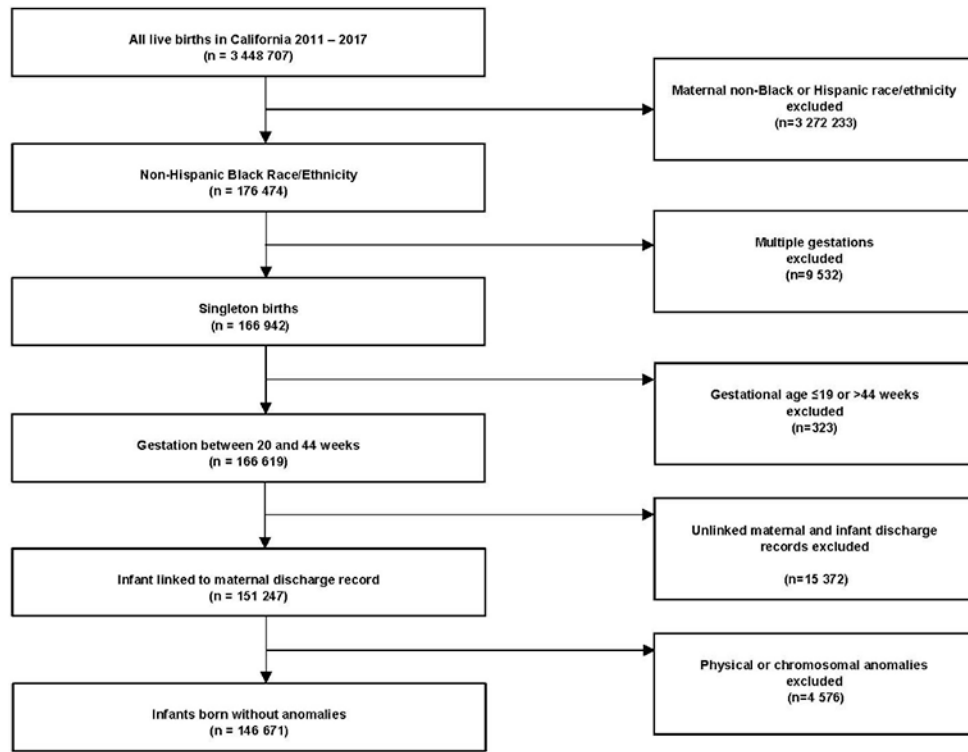 All live births in California 2011 – 2017
(n = 3 448 707)
Maternal non-Black or Hispanic race/ethnicity
excluded
(n=3 272 233)
Non-Hispanic Black Race/Ethnicity
(n = 176 474)
Multiple gestations
excluded
(n=9 532)
Singleton births
(n = 166 942)
Gestational age ≤19 or >44 weeks
excluded
(n=323)
Gestation between 20 and 44 weeks
(n = 166 619)
Unlinked maternal and infant discharge
records excluded
(n=15 372)
Infant linked to maternal discharge record
(n = 151 247)
Physical or chromosomal anomalies
excluded
(n=4 576)
Infants born without anomalies
(n = 146 671)